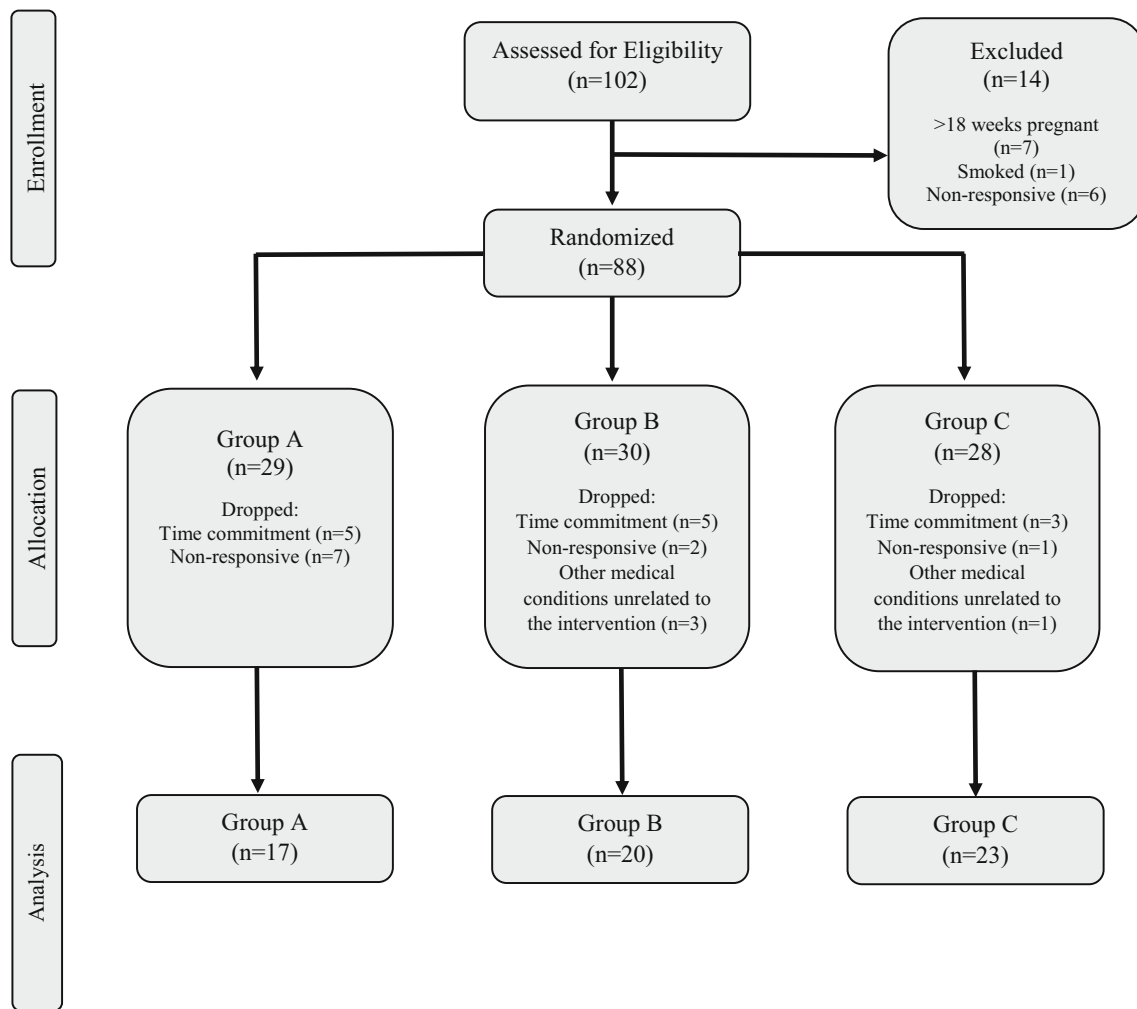 Enrollment
Assessed for Eligibility
(n=102)
Excluded
(n=14)
>18 weeks pregnant
(n=7)
Smoked (n=1)
Non-responsive (n=6)
Randomized
(n=88)
Allocation
Group A
(n=29)
Dropped:
Time commitment (n=5)
Non-responsive (n=7)
Group B
(n=30)
Dropped:
Time commitment (n=5)
Non-responsive (n=2)
Other medical
conditions unrelated to
the intervention (n=3)
Group C
(n=28)
Dropped:
Time commitment (n=3)
Non-responsive (n=1)
Other medical
conditions unrelated to
the intervention (n=1)
Analysis
Group A
(n=17)
Group B
(n=20)
Group C
(n=23)